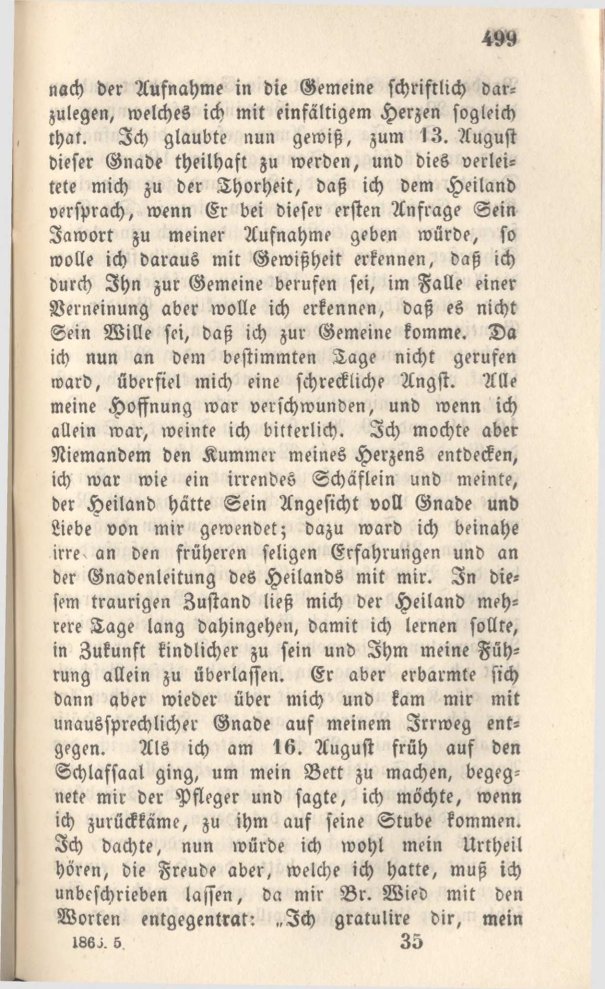 499
nach der Aufnahme in die Gemeine schriftlich dar-
zulegen, welches ich mit einfältigem Herzen sogleich
that. Ich glaubte nun gewiß, zum 13. August
dieser Gnade theilhaft zu werden, und dies verlei-
tete mich zu der Thorheit, daß ich dem Heiland
versprach, wenn Er bei dieser ersten Anfrage Sein
Jawort zu meiner Aufnahme geben würde, so
wolle ich daraus mit Gewißheit erkennen, daß ich
durch Ihn zur Gemeine berufen sei, im Falle einer
Verneinung aber wolle ich erkennen, daß es nicht
Sein Wille sei, daß ich zur Gemeine komme. Da
ich nun an dem bestimmten Tage nicht gerufen
ward, überfiel mich eine schreckliche Angst. Alle
meine Hoffnung war verschwunden, und wenn ich
allein war, weinte ich bitterlich. Ich mochte aber
Niemandem den Kummer meines Herzens entdecken,
ich war wie ein irrendes Schäflein und meinte,
der Heiland hätte Sein Angesicht voll Gnade und
Liebe von mir gewendet; dazu ward ich beinahe
irre an den früheren seligen Erfahrungen und an
der Gnadenleitung des Heilands mit mir. In die-
sem traurigen Zustand ließ mich der Heiland meh-
rere Tage lang dahingehen, damit ich lernen sollte,
in Zukunft kindlicher zu sein und Ihm meine Füh-
rung allein zu überlassen. Er aber erbarmte sich
dann aber wieder über mich und kam mir mit
unaussprechlicher Gnade auf meinem Irrweg ent-
gegen. Als ich am 16. August früh auf den
Schlafsaal ging, um mein Bett zu machen, begeg-
nete mir der Pfleger und sagte, ich möchte, wenn
ich zurückkäme, zu ihm auf seine Stube kommen.
Ich dachte, nun würde ich wohl mein Urtheil
hören, die Freude aber, welche ich hatte, muß ich
unbeschrieben lassen, da mir Br. Wied mit den
Worten entgegentrat: „Ich gratulire dir, mein
5. 35